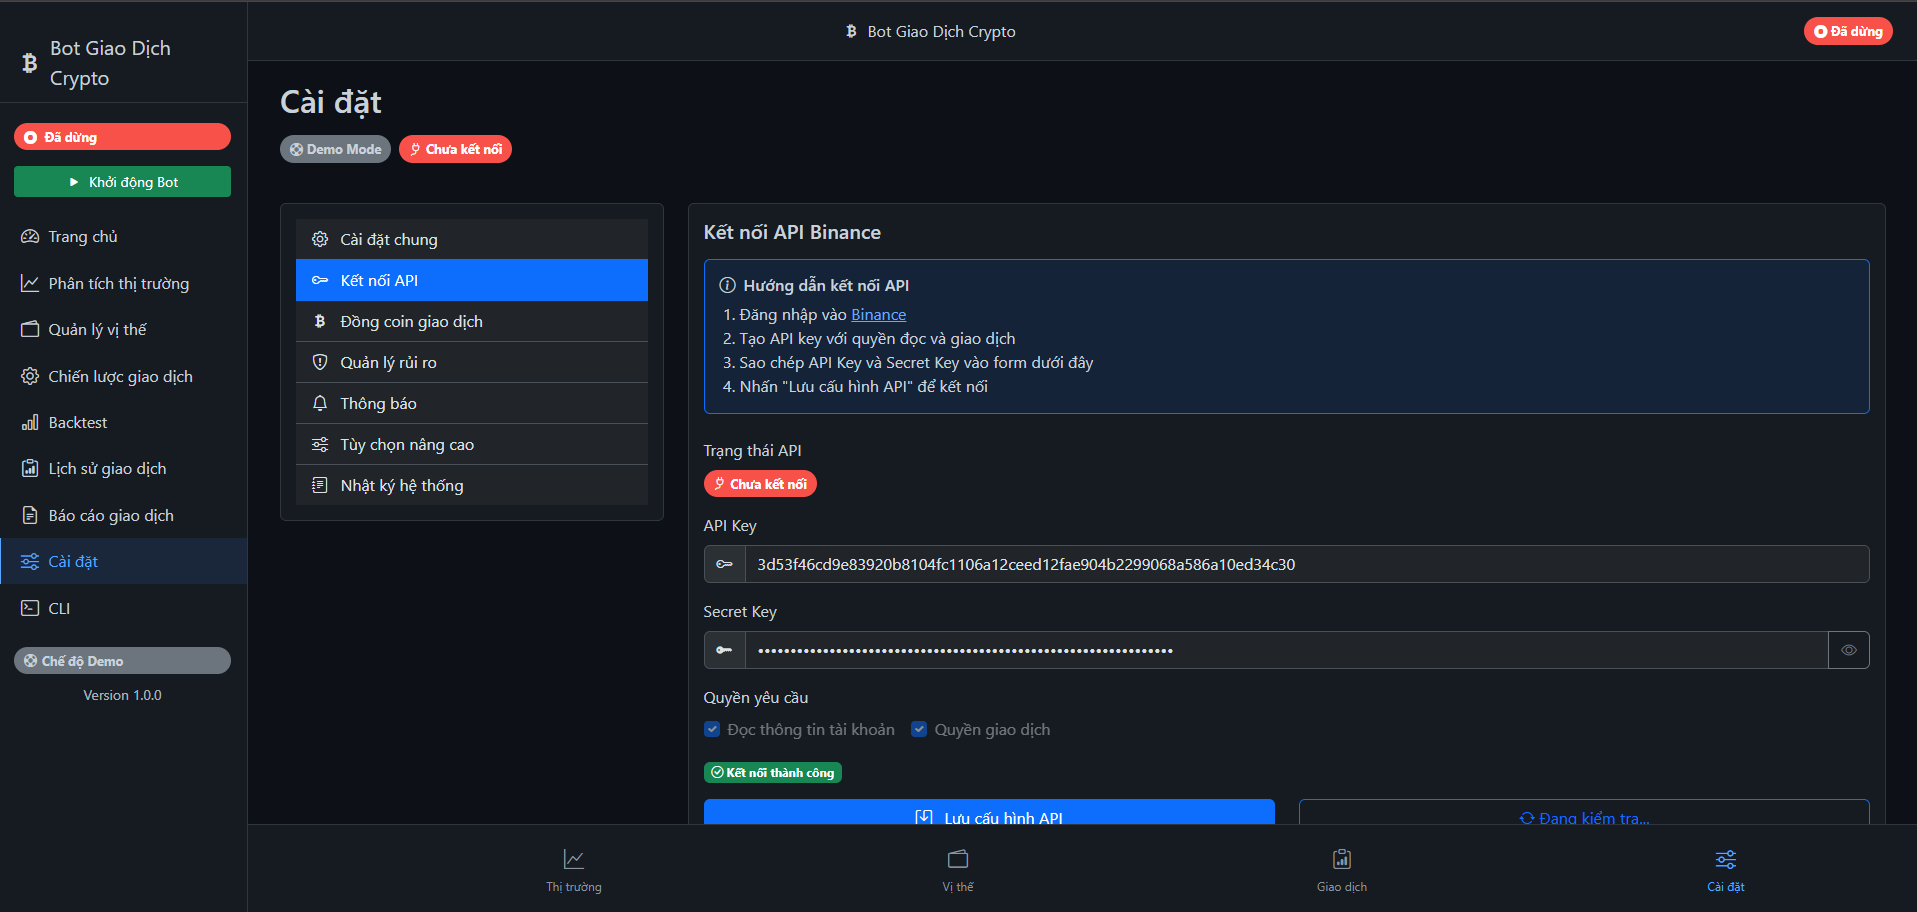 Bot Giao Dịch
Crypto
Đã dừng
Khởi động Bot
Trang chủ
Phân tích thị trường
Quản lý vị thế
Chiến lược giao dịch
Backtest
Lịch sử giao dịch
Báo cáo giao dịch
Cài đặt
CLI
Chế độ Demo
Version 1.0.0
Bot Giao Dịch Crypto
Đã dừng
Cài đặt
Demo Mode
Chưa kết nối
Cài đặt chung
Kết nối API
Đồng coin giao dịch
Quản lý rủi ro
Thông báo
Tùy chọn nâng cao
Nhật ký hệ thống
Kết nối API Binance
Hướng dẫn kết nối API
1. Đăng nhập vào Binance
2. Tạo API key với quyền đọc và giao dịch
3. Sao chép API Key và Secret Key vào form dưới đây
4. Nhấn "Lưu cấu hình API" để kết nối
Trạng thái API
Chưa kết nối
API Key
3d53f46cd9e83920b8104fc1106a12ceed12fae904b2299068a586a10ed34c30
Secret Key
Quyền yêu cầu
Đọc thông tin tài khoản
Quyền giao dịch
Kết nối thành công
Lưu cấu hình API
Đang kiểm tra...
Thị trường
Vị thế
Giao dịch
Cài đặt